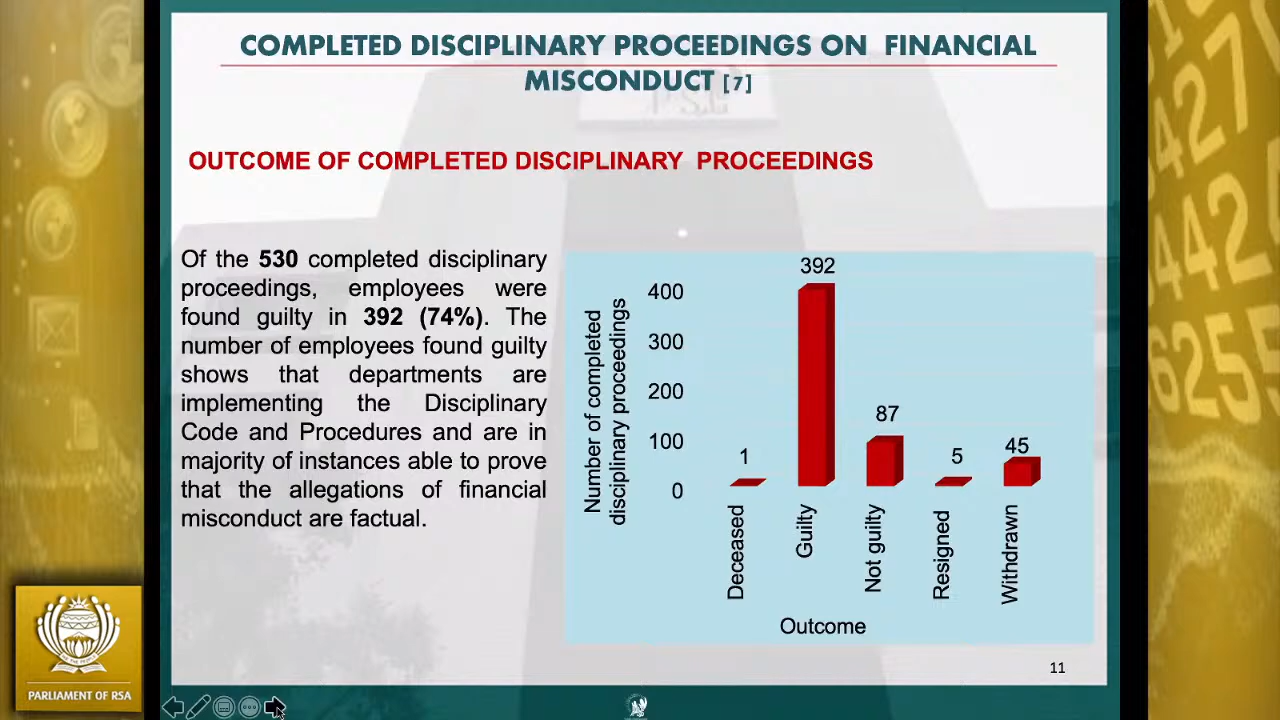 COMPLETED DISCIPLINARY PROCEEDINGS ON FINANCIAL
MISCONDUCT [7]
OUTCOME OF COMPLETED DISCIPLINARY PROCEEDINGS
Of the 530 completed disciplinary
proceedings, employees were
found guilty in 392 (74%). The
number of employees found guilty
shows that departments are
implementing the Disciplinary
Code and Procedures and are in
majority of instances able to prove
that the allegations of financial
misconduct are factual.
Number of completed
disciplinary proceedings
400
300
200
100
0
1
392
87
5
45
Deceased
Guilty
Not guilty
Resigned
Withdrawn
Outcome
11
PARLIAMENT OF RSA